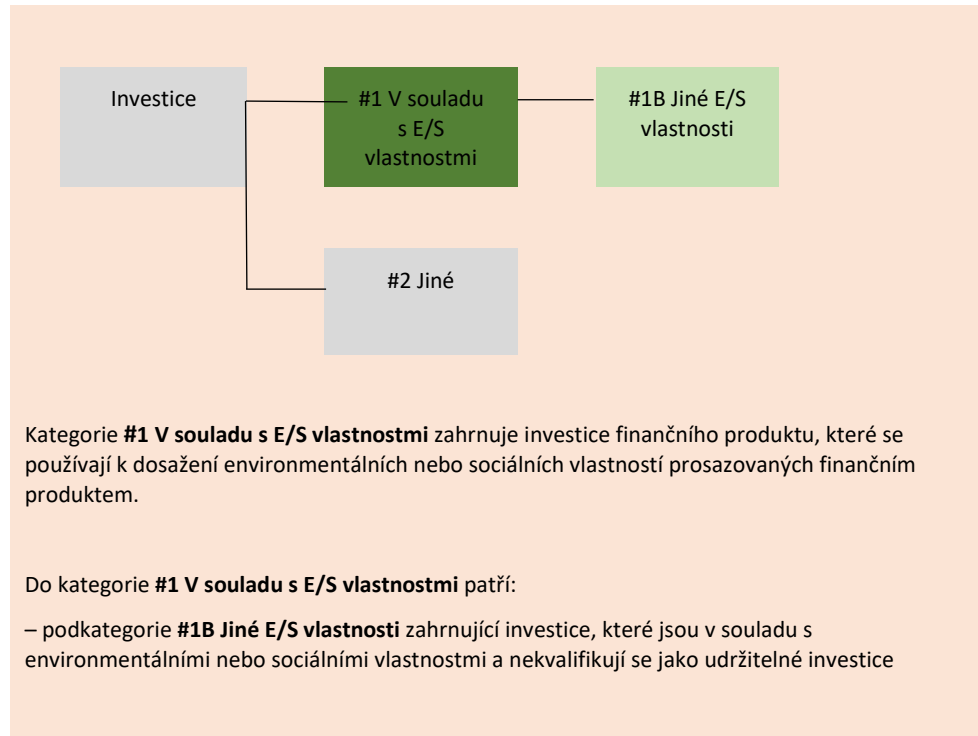 Investice
#1 V souladu
s E/S
vlastnostmi
#1B Jiné E/S
vlastnosti
#2 Jiné
Kategorie #1 V souladu s E/S vlastnostmi zahrnuje investice finančního produktu, které se
používají k dosažení environmentálních nebo sociálních vlastností prosazovaných finančním
produktem.
Do kategorie #1 V souladu s E/S vlastnostmi patří:
– podkategorie #1B Jiné E/S vlastnosti zahrnující investice, které jsou v souladu s
environmentálními nebo sociálními vlastnostmi a nekvalifikují se jako udržitelné investice